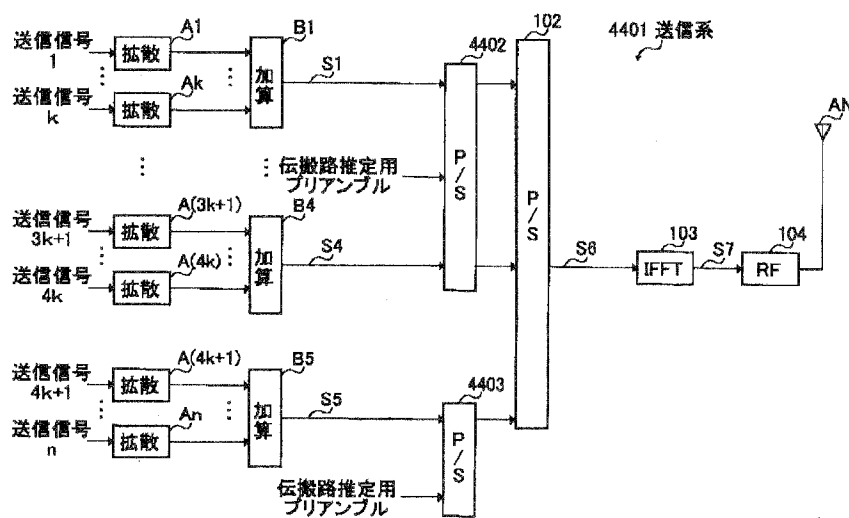 4401 送信系
送信信号
1
拡散
A1
送信信号
k
拡散
Ak
加算
B1
S1
伝搬路推定用
プリアンブル
4402
P/S
送信信号
3k+1
拡散
A(3k+1)
送信信号
4k
拡散
A(4k)
加算
B4
S4
送信信号
4k+1
拡散
A(4k+1)
送信信号
n
拡散
An
加算
B5
S5
伝搬路推定用
プリアンブル
4403
P/S
102
P/S
S6
103
IFFT
S7
104
RF
AN